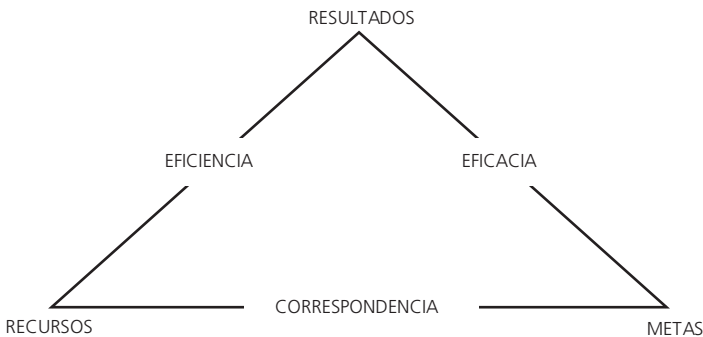 RESULTADOS
EFICIENCIA
EFICACIA
CORRESPONDENCIA
RECURSOS
METAS